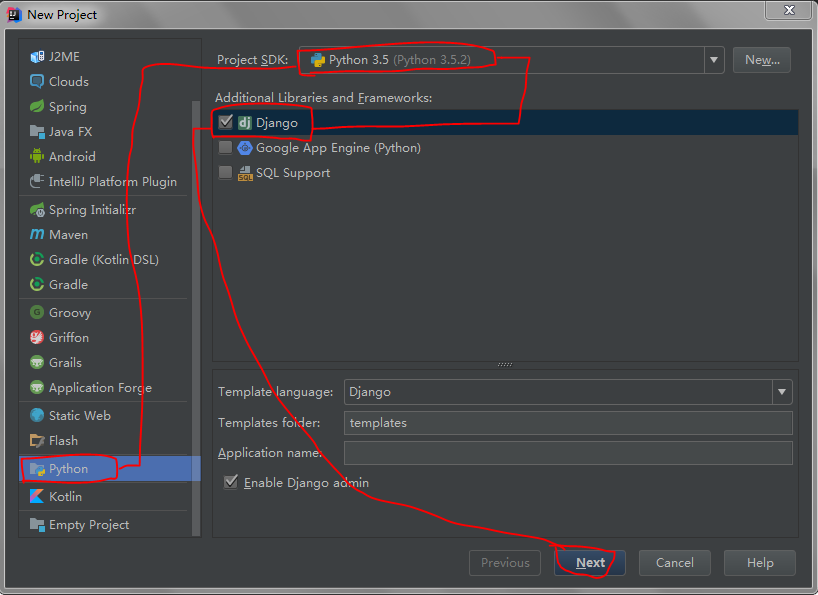 New Project
J2ME
Clouds
Spring
Java FX
Android
IntelliJ Platform Plugin
Spring Initializr
Maven
Gradle (Kotlin DSL)
Gradle
Groovy
Griffon
Grails
Application Forge
Static Web
Flash
Python
Kotlin
Empty Project
Project SDK: Python 3.5 (Python 3.5.2) New...
Additional Libraries and Frameworks:
Django
Google App Engine (Python)
SQL Support
Template language: Django
Templates folder: templates
Application name:
Enable Django admin
Previous Next Cancel Help